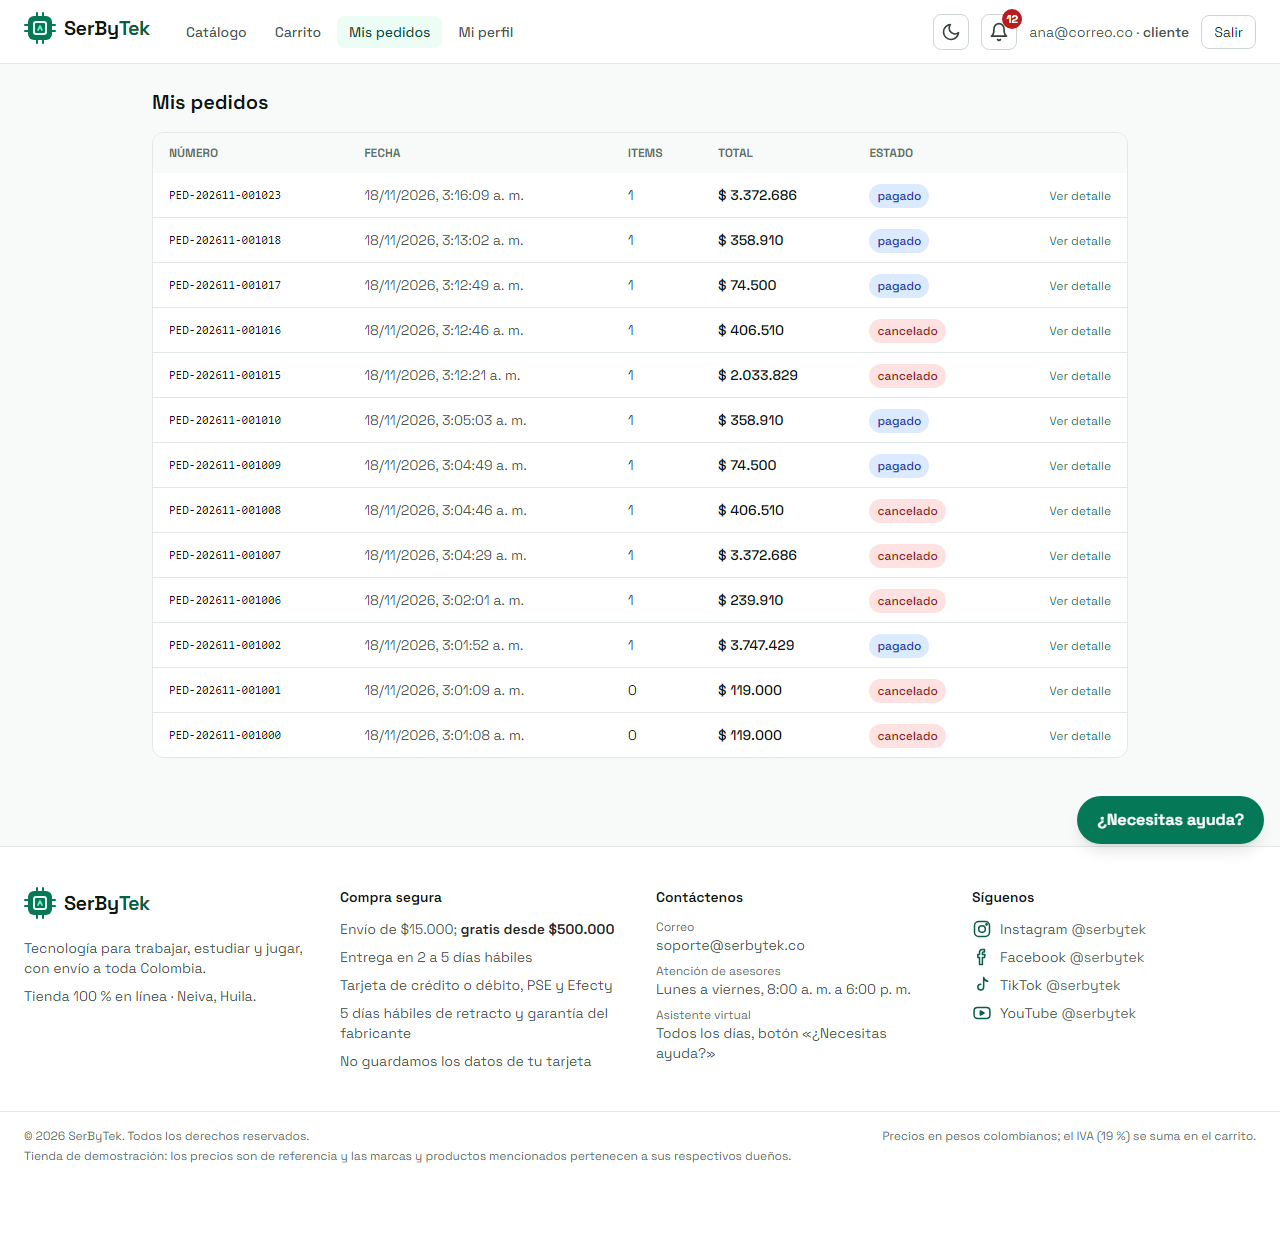 SerByTek
Catálogo Carrito Mis pedidos Mi perfil
12
ana@correo.co · cliente
Salir
Mis pedidos
NÚMERO FECHA ITEMS TOTAL ESTADO
PED-202611-001023 18/11/2026, 3:16:09 a. m. 1 $ 3.372.686 pagado Ver detalle
PED-202611-001018 18/11/2026, 3:13:02 a. m. 1 $ 358.910 pagado Ver detalle
PED-202611-001017 18/11/2026, 3:12:49 a. m. 1 $ 74.500 pagado Ver detalle
PED-202611-001016 18/11/2026, 3:12:46 a. m. 1 $ 406.510 cancelado Ver detalle
PED-202611-001015 18/11/2026, 3:12:21 a. m. 1 $ 2.033.829 cancelado Ver detalle
PED-202611-001010 18/11/2026, 3:05:03 a. m. 1 $ 358.910 pagado Ver detalle
PED-202611-001009 18/11/2026, 3:04:49 a. m. 1 $ 74.500 pagado Ver detalle
PED-202611-001008 18/11/2026, 3:04:46 a. m. 1 $ 406.510 cancelado Ver detalle
PED-202611-001007 18/11/2026, 3:04:29 a. m. 1 $ 3.372.686 cancelado Ver detalle
PED-202611-001006 18/11/2026, 3:02:01 a. m. 1 $ 239.910 cancelado Ver detalle
PED-202611-001002 18/11/2026, 3:01:52 a. m. 1 $ 3.747.429 pagado Ver detalle
PED-202611-001001 18/11/2026, 3:01:09 a. m. 0 $ 119.000 cancelado Ver detalle
PED-202611-001000 18/11/2026, 3:01:08 a. m. 0 $ 119.000 cancelado Ver detalle
¿Necesitas ayuda?
SerByTek
Tecnología para trabajar, estudiar y jugar,
con envío a toda Colombia.
Tienda 100 % en línea · Neiva, Huila.
Compra segura
Envío de $15.000; gratis desde $500.000
Entrega en 2 a 5 días hábiles
Tarjeta de crédito o débito, PSE y Efecty
5 días hábiles de retracto y garantía del
fabricante
No guardamos los datos de tu tarjeta
Contáctenos
Correo
soporte@serbytek.co
Atención de asesores
Lunes a viernes, 8:00 a. m. a 6:00 p. m.
Asistente virtual
Todos los días, botón «¿Necesitas
ayuda?»
Síguenos
Instagram @serbytek
Facebook @serbytek
TikTok @serbytek
YouTube @serbytek
© 2026 SerByTek. Todos los derechos reservados.
Precios en pesos colombianos; el IVA (19 %) se suma en el carrito.
Tienda de demostración: los precios son de referencia y las marcas y productos mencionados pertenecen a sus respectivos dueños.